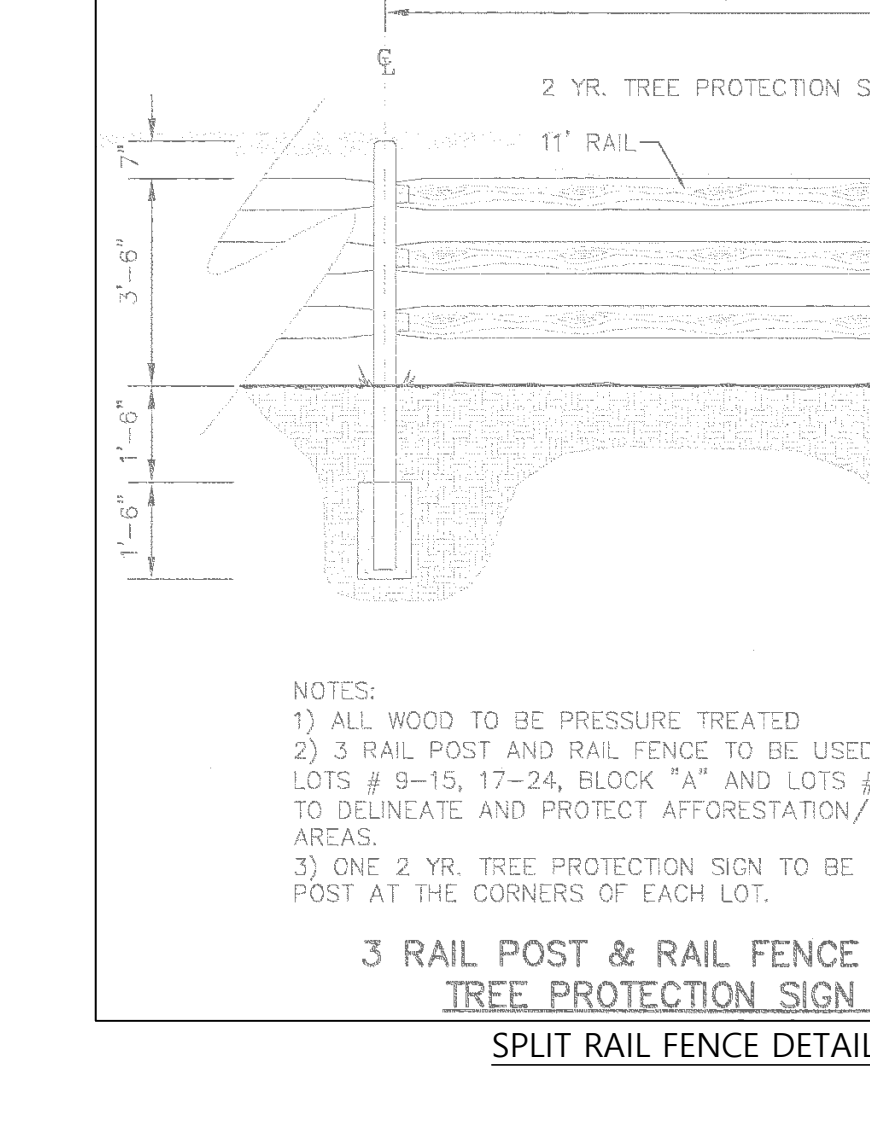 ℄
2 YR. TREE PROTECTION S
11' RAIL
7"
3'-6"
1'-6"
1'-6"
NOTES:
1) ALL WOOD TO BE PRESSURE TREATED
2) 3 RAIL POST AND RAIL FENCE TO BE USED
LOTS # 9-15, 17-24, BLOCK "A" AND LOTS #
TO DELINEATE AND PROTECT AFFORESTATION/
AREAS.
3) ONE 2 YR. TREE PROTECTION SIGN TO BE
POST AT THE CORNERS OF EACH LOT.
3 RAIL POST & RAIL FENCE
TREE PROTECTION SIGN
SPLIT RAIL FENCE DETAIL